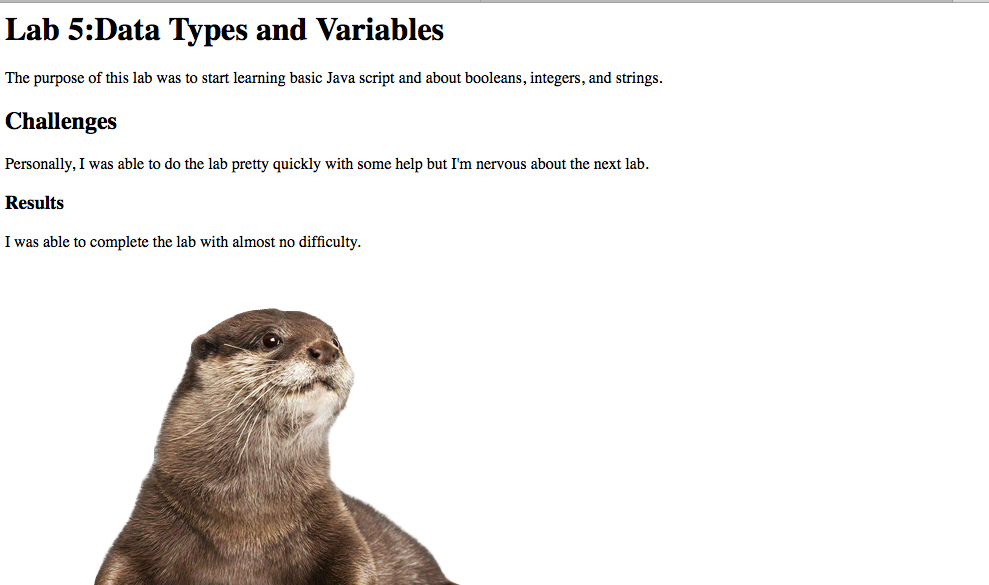 Lab 5:Data Types and Variables
The purpose of this lab was to start learning basic Java script and about booleans, integers, and strings.
Challenges
Personally, I was able to do the lab pretty quickly with some help but I'm nervous about the next lab.
Results
I was able to complete the lab with almost no difficulty.